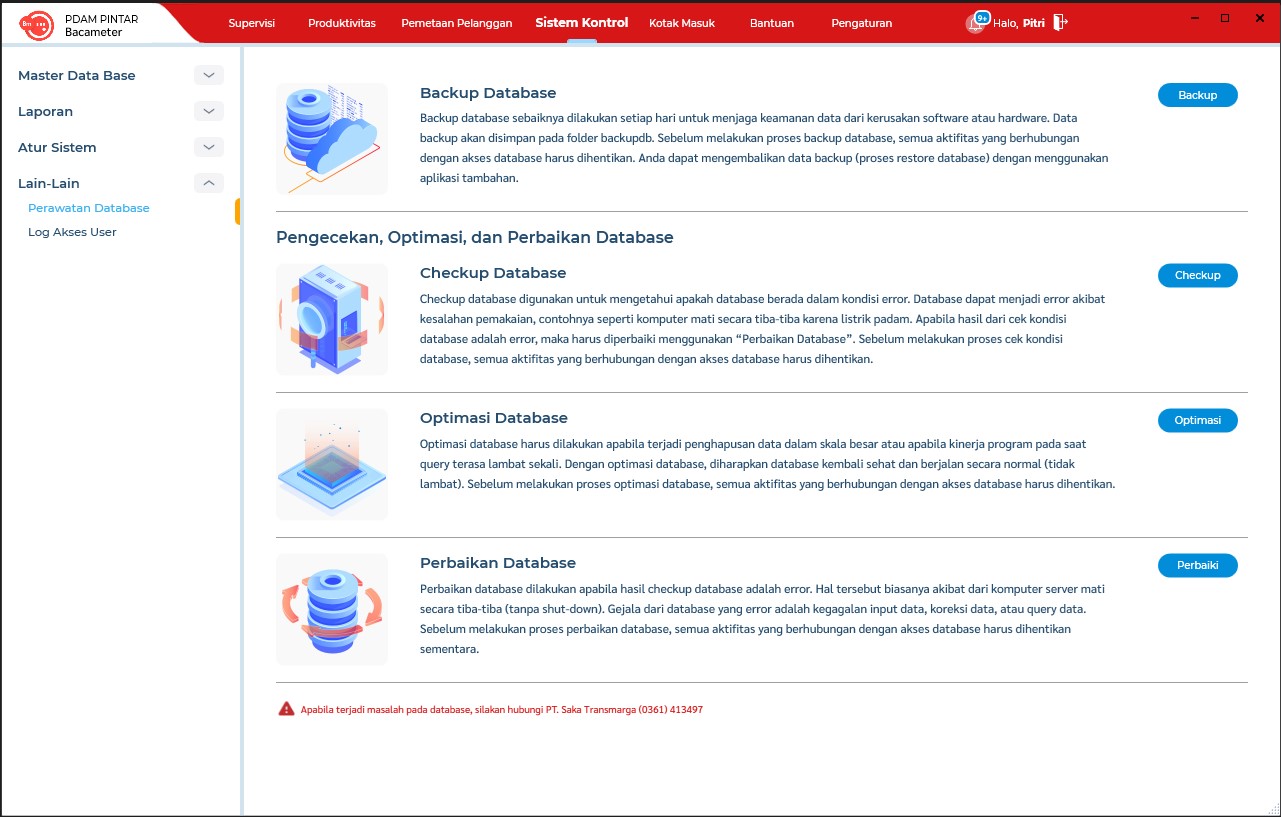 PDAM PINTAR
Bacameter
Supervisi Produktivitas Pemetaan Pelanggan Sistem Kontrol Kotak Masuk Bantuan Pengaturan 9+ Halo, Pitri
Master Data Base
Laporan
Atur Sistem
Lain-Lain
Perawatan Database
Log Akses User
Backup Database
Backup
Backup database sebaiknya dilakukan setiap hari untuk menjaga keamanan data dari kerusakan software atau hardware. Data
backup akan disimpan pada folder backupdb. Sebelum melakukan proses backup database, semua aktifitas yang berhubungan
dengan akses database harus dihentikan. Anda dapat mengembalikan data backup (proses restore database) dengan menggunakan
aplikasi tambahan.
Pengecekan, Optimasi, dan Perbaikan Database
Checkup Database
Checkup
Checkup database digunakan untuk mengetahui apakah database berada dalam kondisi error. Database dapat menjadi error akibat
kesalahan pemakaian, contohnya seperti komputer mati secara tiba-tiba karena listrik padam. Apabila hasil dari cek kondisi
database adalah error, maka harus diperbaiki menggunakan “Perbaikan Database”. Sebelum melakukan proses cek kondisi
database, semua aktifitas yang berhubungan dengan akses database harus dihentikan.
Optimasi Database
Optimasi
Optimasi database harus dilakukan apabila terjadi penghapusan data dalam skala besar atau apabila kinerja program pada saat
query terasa lambat sekali. Dengan optimasi database, diharapkan database kembali sehat dan berjalan secara normal (tidak
lambat). Sebelum melakukan proses optimasi database, semua aktifitas yang berhubungan dengan akses database harus dihentikan.
Perbaikan Database
Perbaiki
Perbaikan database dilakukan apabila hasil checkup database adalah error. Hal tersebut biasanya akibat dari komputer server mati
secara tiba-tiba (tanpa shut-down). Gejala dari database yang error adalah kegagalan input data, koreksi data, atau query data.
Sebelum melakukan proses perbaikan database, semua aktifitas yang berhubungan dengan akses database harus dihentikan
sementara.
Apabila terjadi masalah pada database, silakan hubungi PT. Saka Transmarga (0361) 413497